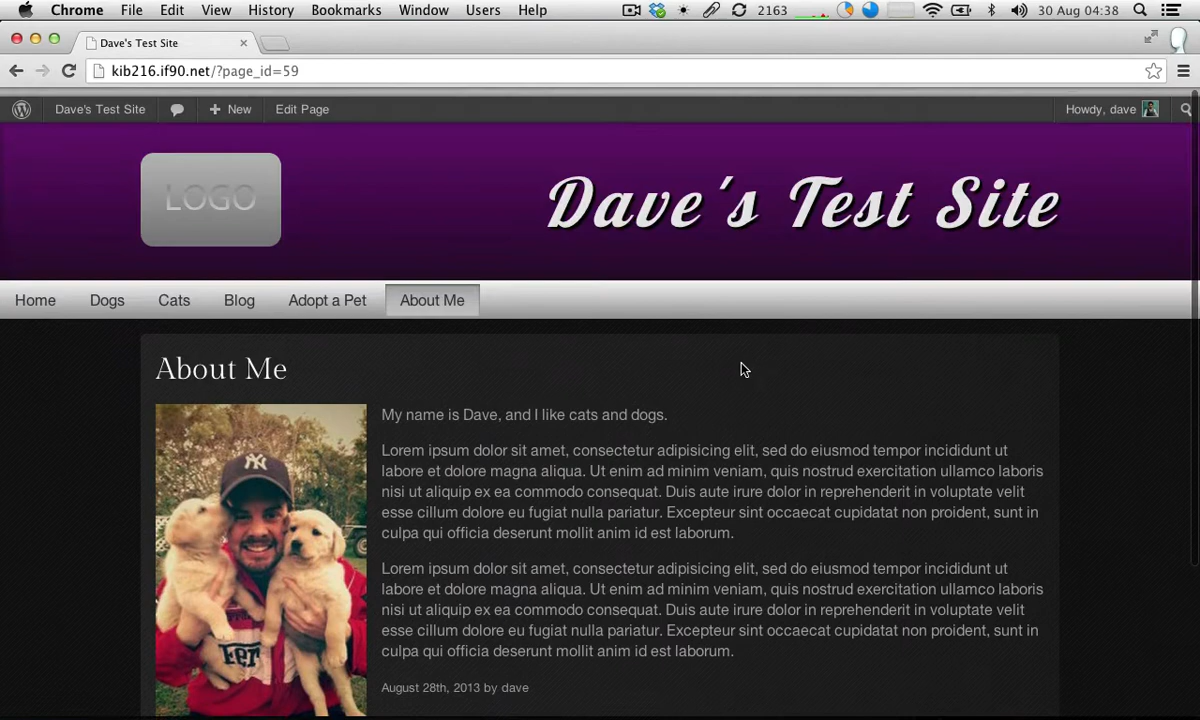 Chrome File Edit View History Bookmarks Window Users Help 2163 30 Aug 04:38
Dave's Test Site
kib216.if90.net/?page_id=59
Dave's Test Site New Edit Page Howdy, dave
LOGO
Dave's Test Site
Home Dogs Cats Blog Adopt a Pet About Me
About Me
My name is Dave, and I like cats and dogs.
Lorem ipsum dolor sit amet, consectetur adipisicing elit, sed do eiusmod tempor incididunt ut
labore et dolore magna aliqua. Ut enim ad minim veniam, quis nostrud exercitation ullamco laboris
nisi ut aliquip ex ea commodo consequat. Duis aute irure dolor in reprehenderit in voluptate velit
esse cillum dolore eu fugiat nulla pariatur. Excepteur sint occaecat cupidatat non proident, sunt in
culpa qui officia deserunt mollit anim id est laborum.
Lorem ipsum dolor sit amet, consectetur adipisicing elit, sed do eiusmod tempor incididunt ut
labore et dolore magna aliqua. Ut enim ad minim veniam, quis nostrud exercitation ullamco laboris
nisi ut aliquip ex ea commodo consequat. Duis aute irure dolor in reprehenderit in voluptate velit
esse cillum dolore eu fugiat nulla pariatur. Excepteur sint occaecat cupidatat non proident, sunt in
culpa qui officia deserunt mollit anim id est laborum.
August 28th, 2013 by dave